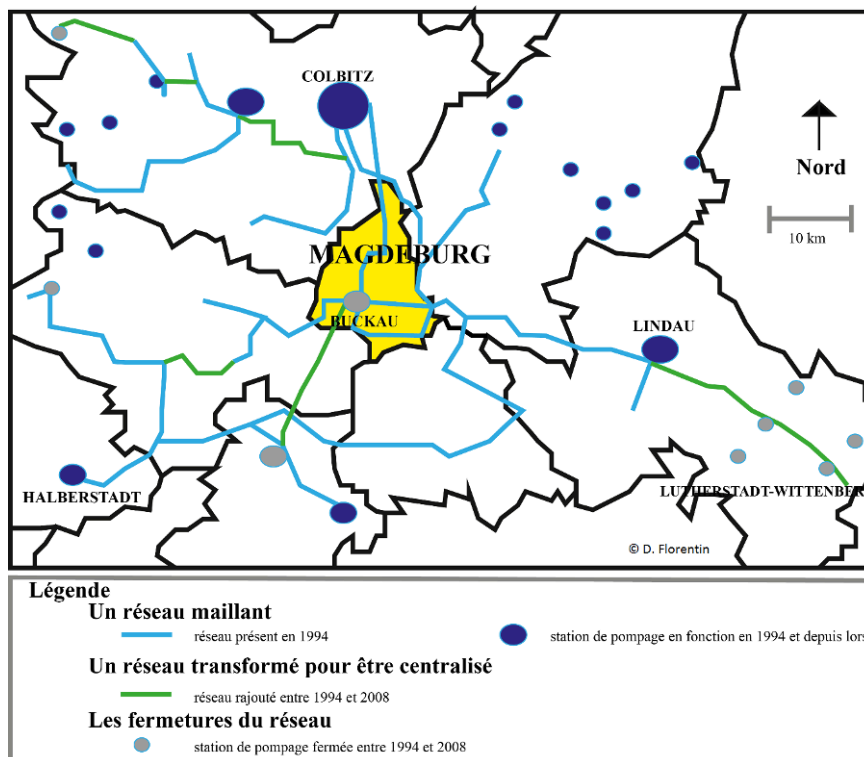 COLBITZ
Nord
10 km
MAGDEBURG
BUCKAU
LINDAU
HALBERSTADT
LUTHERSTADT-WITTENBER
© D. Florentin
Légende
Un réseau maillant
réseau présent en 1994
station de pompage en fonction en 1994 et depuis lors
Un réseau transformé pour être centralisé
réseau rajouté entre 1994 et 2008
Les fermetures du réseau
station de pompage fermée entre 1994 et 2008